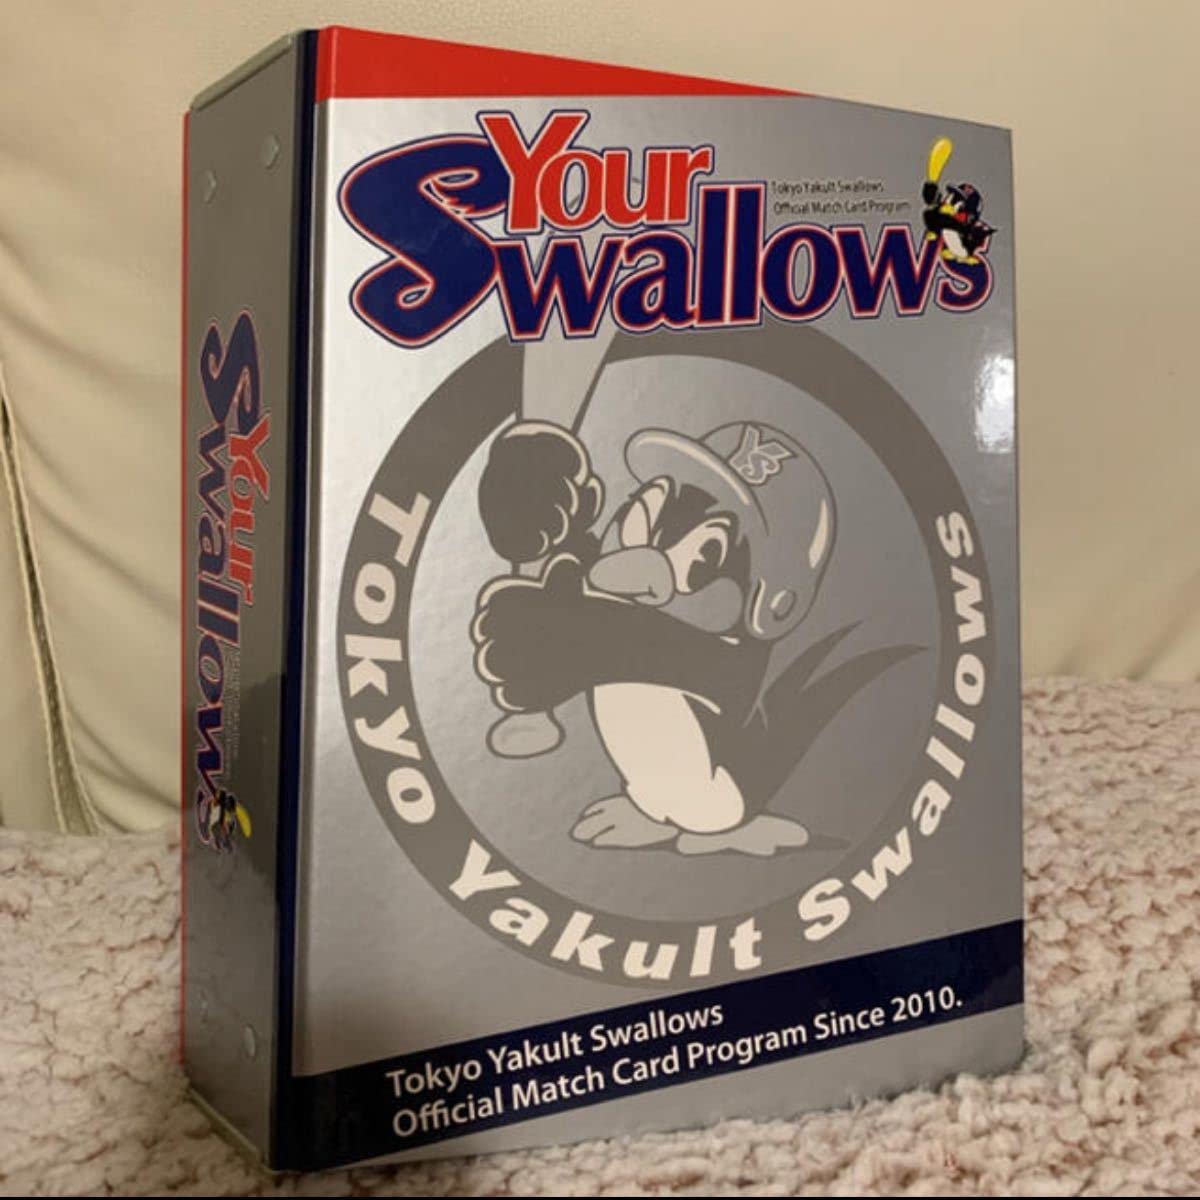 Your
Swallows
Tokyo Yakult Swallows
Official Match Card Program
YS
Tokyo Yakult Swallows
Tokyo Yakult Swallows
Official Match Card Program Since 2010.
Your
Swallows